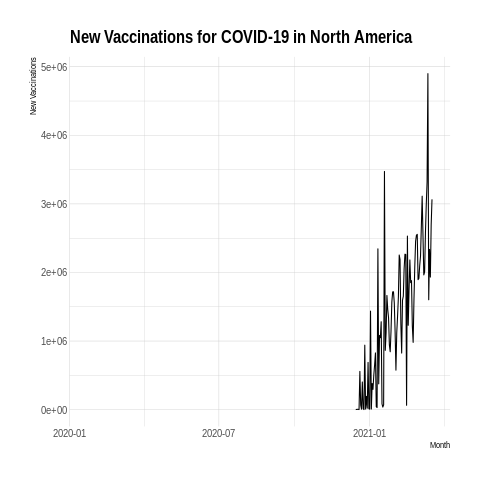 New Vaccinations for COVID-19 in North America
New Vaccinations
5e+06
4e+06
3e+06
2e+06
1e+06
0e+00
2020-01
2020-07
2021-01
Month